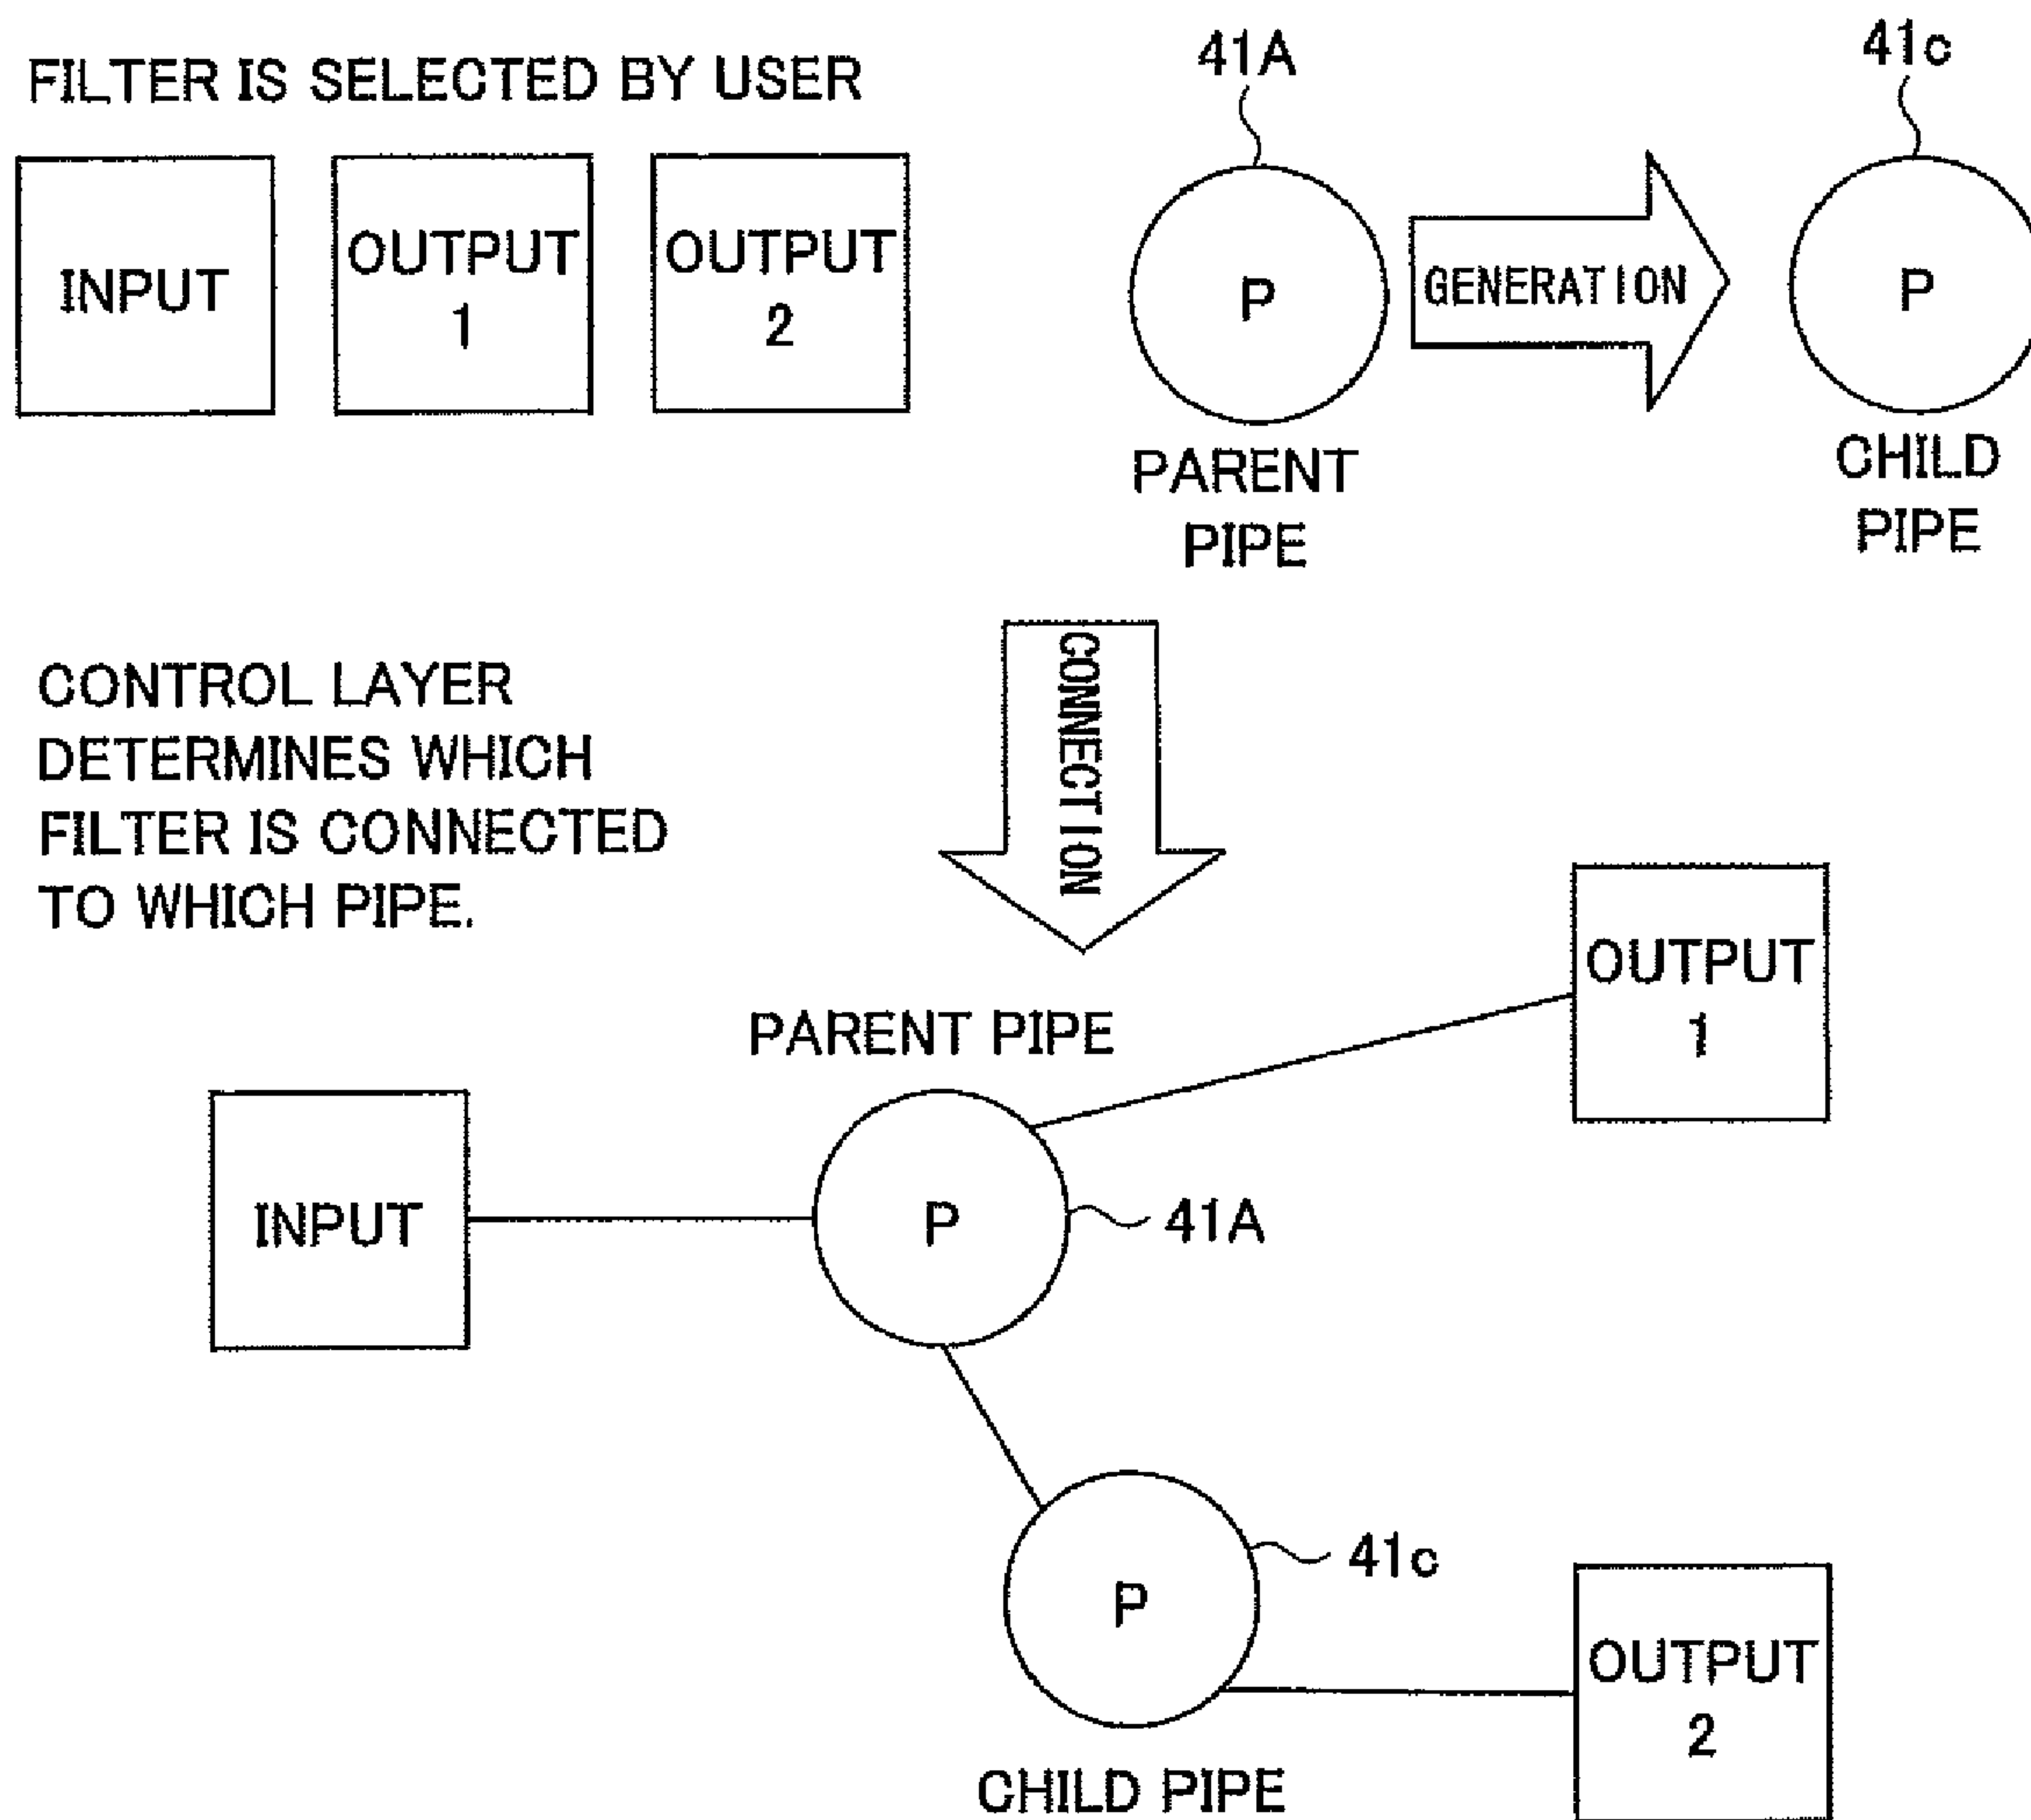 FILTER IS SELECTED BY USER
41A
41c
INPUT
OUTPUT
1
OUTPUT
2
P
GENERATION
P
PARENT
PIPE
CHILD
PIPE
CONTROL LAYER
DETERMINES WHICH
FILTER IS CONNECTED
TO WHICH PIPE.
CONNECTION
PARENT PIPE
OUTPUT
1
INPUT
P
41A
41c
P
OUTPUT
2
CHILD PIPE